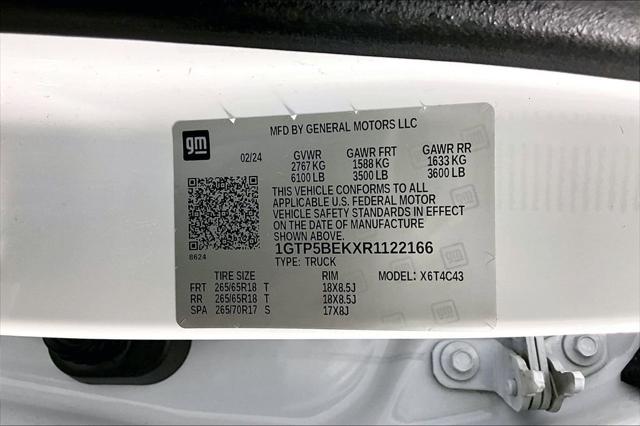 gm
MFD BY GENERAL MOTORS LLC
02/24 GVWR GAWR FRT GAWR RR
2767 KG 1588 KG 1633 KG
6100 LB 3500 LB 3600 LB
THIS VEHICLE CONFORMS TO ALL
APPLICABLE U.S. FEDERAL MOTOR
VEHICLE SAFETY STANDARDS IN EFFECT
ON THE DATE OF MANUFACTURE
SHOWN ABOVE.
8624 1GTP5BEKXR1122166
TYPE: TRUCK
TIRE SIZE RIM MODEL: X6T4C43
FRT 265/65R18 T 18X8.5J
RR 265/65R18 T 18X8.5J
SPA 265/70R17 S 17X8J